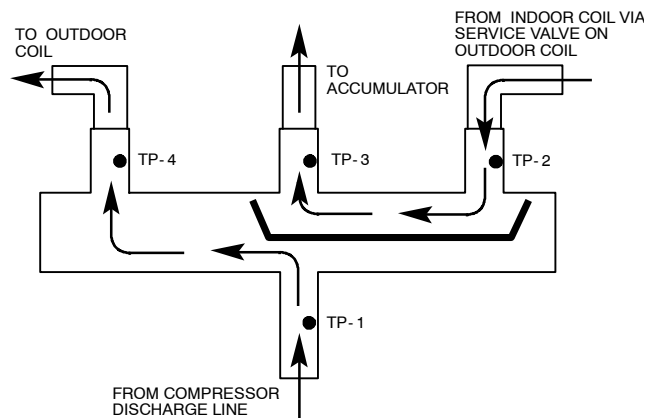 TO OUTDOOR
COIL
TO
ACCUMULATOR
FROM INDOOR COIL VIA
SERVICE VALVE ON
OUTDOOR COIL
TP-4
TP-3
TP-2
TP-1
FROM COMPRESSOR
DISCHARGE LINE